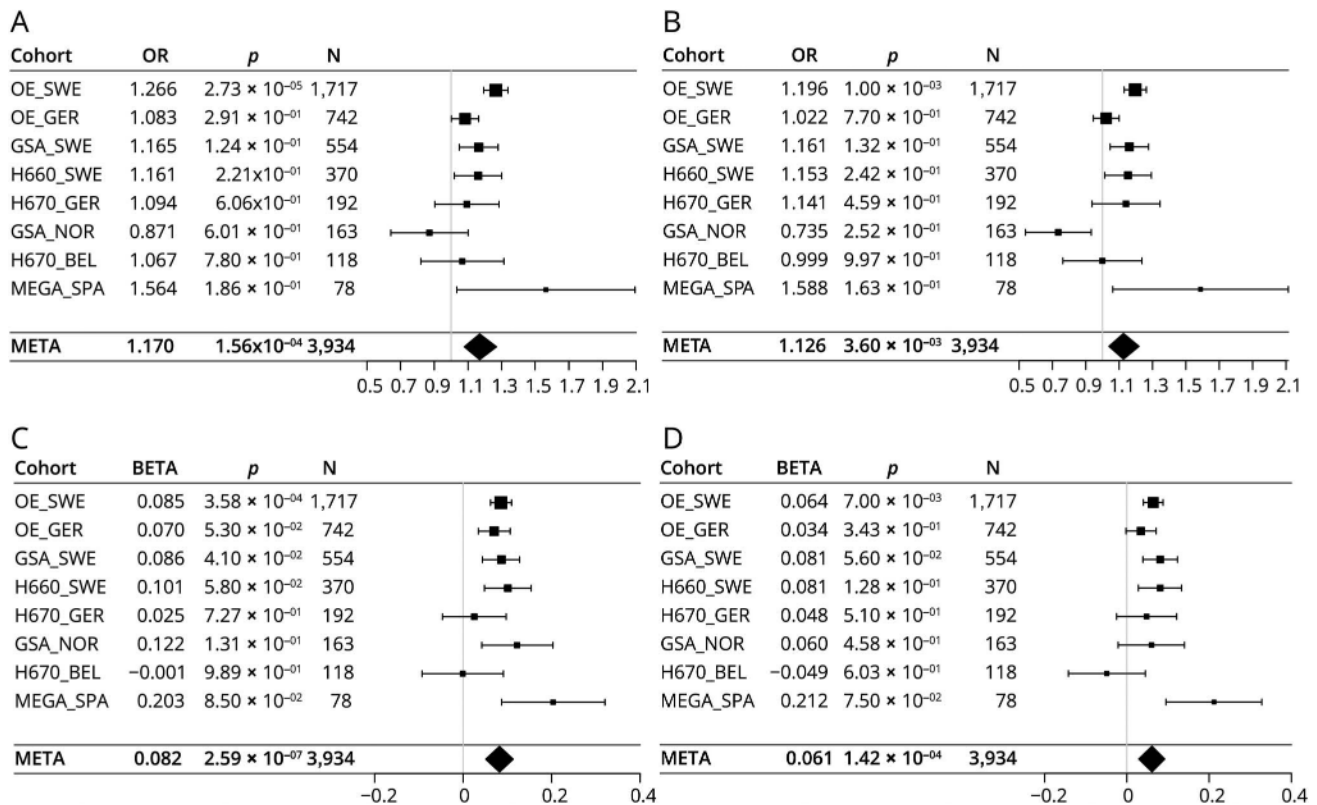 A
Cohort OR p N
OE_SWE 1.266 2.73 × 10⁻⁰⁵ 1,717
OE_GER 1.083 2.91 × 10⁻⁰¹ 742
GSA_SWE 1.165 1.24 × 10⁻⁰¹ 554
H660_SWE 1.161 2.21x10⁻⁰¹ 370
H670_GER 1.094 6.06x10⁻⁰¹ 192
GSA_NOR 0.871 6.01 × 10⁻⁰¹ 163
H670_BEL 1.067 7.80 × 10⁻⁰¹ 118
MEGA_SPA 1.564 1.86 × 10⁻⁰¹ 78
META 1.170 1.56x10⁻⁰⁴ 3,934
0.5 0.7 0.9 1.1 1.3 1.5 1.7 1.9 2.1
B
Cohort OR p N
OE_SWE 1.196 1.00 × 10⁻⁰³ 1,717
OE_GER 1.022 7.70 × 10⁻⁰¹ 742
GSA_SWE 1.161 1.32 × 10⁻⁰¹ 554
H660_SWE 1.153 2.42 × 10⁻⁰¹ 370
H670_GER 1.141 4.59 × 10⁻⁰¹ 192
GSA_NOR 0.735 2.52 × 10⁻⁰¹ 163
H670_BEL 0.999 9.97 × 10⁻⁰¹ 118
MEGA_SPA 1.588 1.63 × 10⁻⁰¹ 78
META 1.126 3.60 × 10⁻⁰³ 3,934
0.5 0.7 0.9 1.1 1.3 1.5 1.7 1.9 2.1
C
Cohort BETA p N
OE_SWE 0.085 3.58 × 10⁻⁰⁴ 1,717
OE_GER 0.070 5.30 × 10⁻⁰² 742
GSA_SWE 0.086 4.10 × 10⁻⁰² 554
H660_SWE 0.101 5.80 × 10⁻⁰² 370
H670_GER 0.025 7.27 × 10⁻⁰¹ 192
GSA_NOR 0.122 1.31 × 10⁻⁰¹ 163
H670_BEL −0.001 9.89 × 10⁻⁰¹ 118
MEGA_SPA 0.203 8.50 × 10⁻⁰² 78
META 0.082 2.59 × 10⁻⁰⁷ 3,934
−0.2 0 0.2 0.4
D
Cohort BETA p N
OE_SWE 0.064 7.00 × 10⁻⁰³ 1,717
OE_GER 0.034 3.43 × 10⁻⁰¹ 742
GSA_SWE 0.081 5.60 × 10⁻⁰² 554
H660_SWE 0.081 1.28 × 10⁻⁰¹ 370
H670_GER 0.048 5.10 × 10⁻⁰¹ 192
GSA_NOR 0.060 4.58 × 10⁻⁰¹ 163
H670_BEL −0.049 6.03 × 10⁻⁰¹ 118
MEGA_SPA 0.212 7.50 × 10⁻⁰² 78
META 0.061 1.42 × 10⁻⁰⁴ 3,934
−0.2 0 0.2 0.4